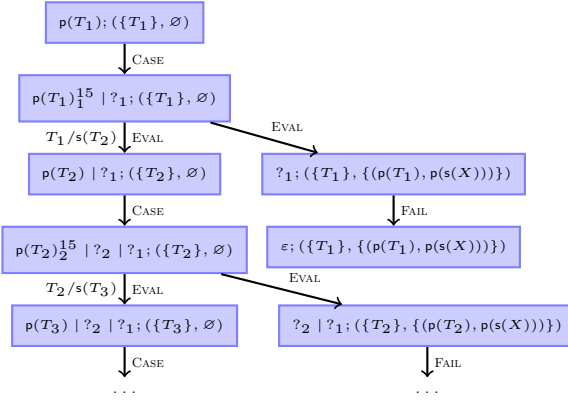 p(T₁); ({T₁}, ∅)
CASE
p(T₁)₁¹⁵ | ?₁; ({T₁}, ∅)
T₁/s(T₂) EVAL EVAL
p(T₂) | ?₁; ({T₂}, ∅) ?₁; ({T₁}, {(p(T₁), p(s(X)))})
CASE FAIL
p(T₂)₂¹⁵ | ?₂ | ?₁; ({T₂}, ∅) ε; ({T₁}, {(p(T₁), p(s(X)))})
T₂/s(T₃) EVAL EVAL
p(T₃) | ?₂ | ?₁; ({T₃}, ∅) ?₂ | ?₁; ({T₂}, {(p(T₂), p(s(X)))})
CASE FAIL
... ...